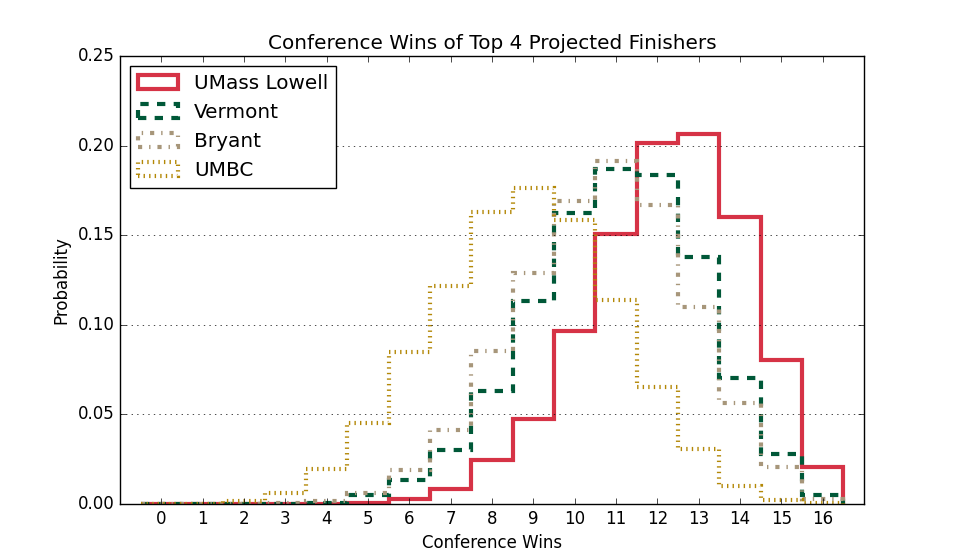 Conference Wins of Top 4 Projected Finishers
0.25
0.20
0.15
0.10
0.05
0.00
Probability
UMass Lowell
Vermont
Bryant
UMBC
0 1 2 3 4 5 6 7 8 9 10 11 12 13 14 15 16
Conference Wins